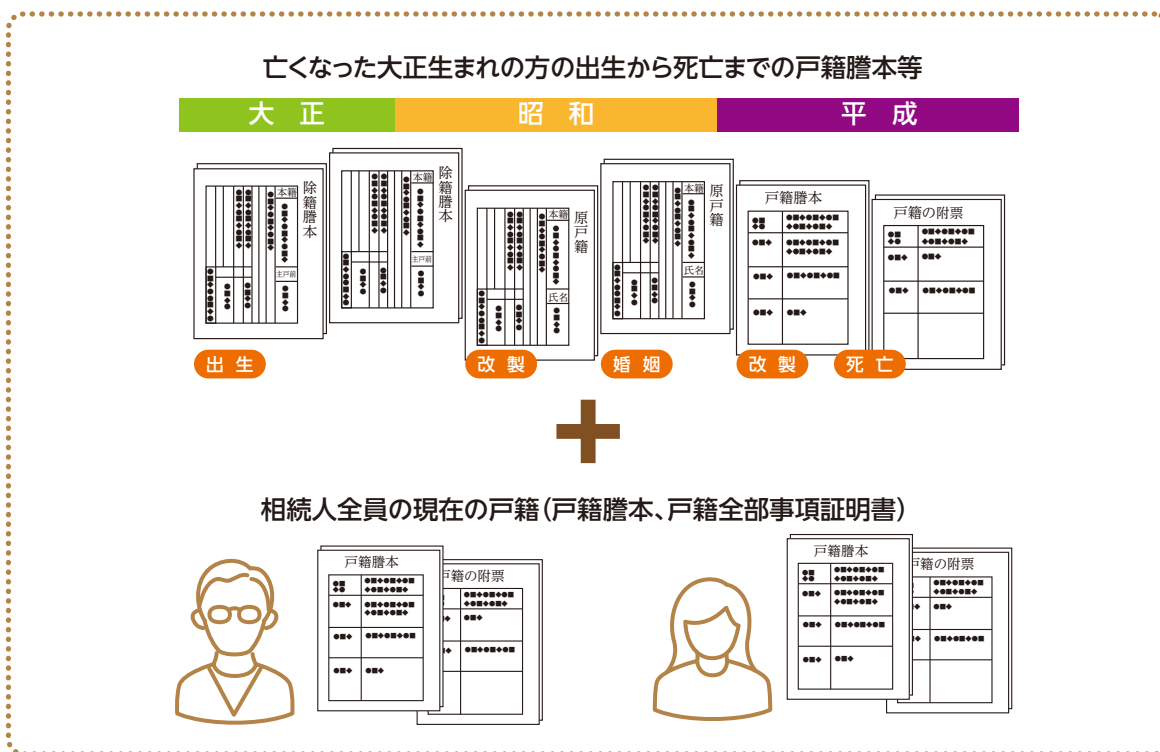 亡くなった大正生まれの方の出生から死亡までの戸籍謄本等
大正
昭和
平成
除籍謄本
本籍
●■◆●■◆●■◆
主戸前
●■◆●
除籍謄本
本籍
主戸前
原戸籍
本籍
氏名
原戸籍
本籍
氏名
戸籍謄本
戸籍の附票
出生
改製
婚姻
改製
死亡
+
相続人全員の現在の戸籍(戸籍謄本、戸籍全部事項証明書)
戸籍謄本
戸籍の附票
戸籍謄本
戸籍の附票